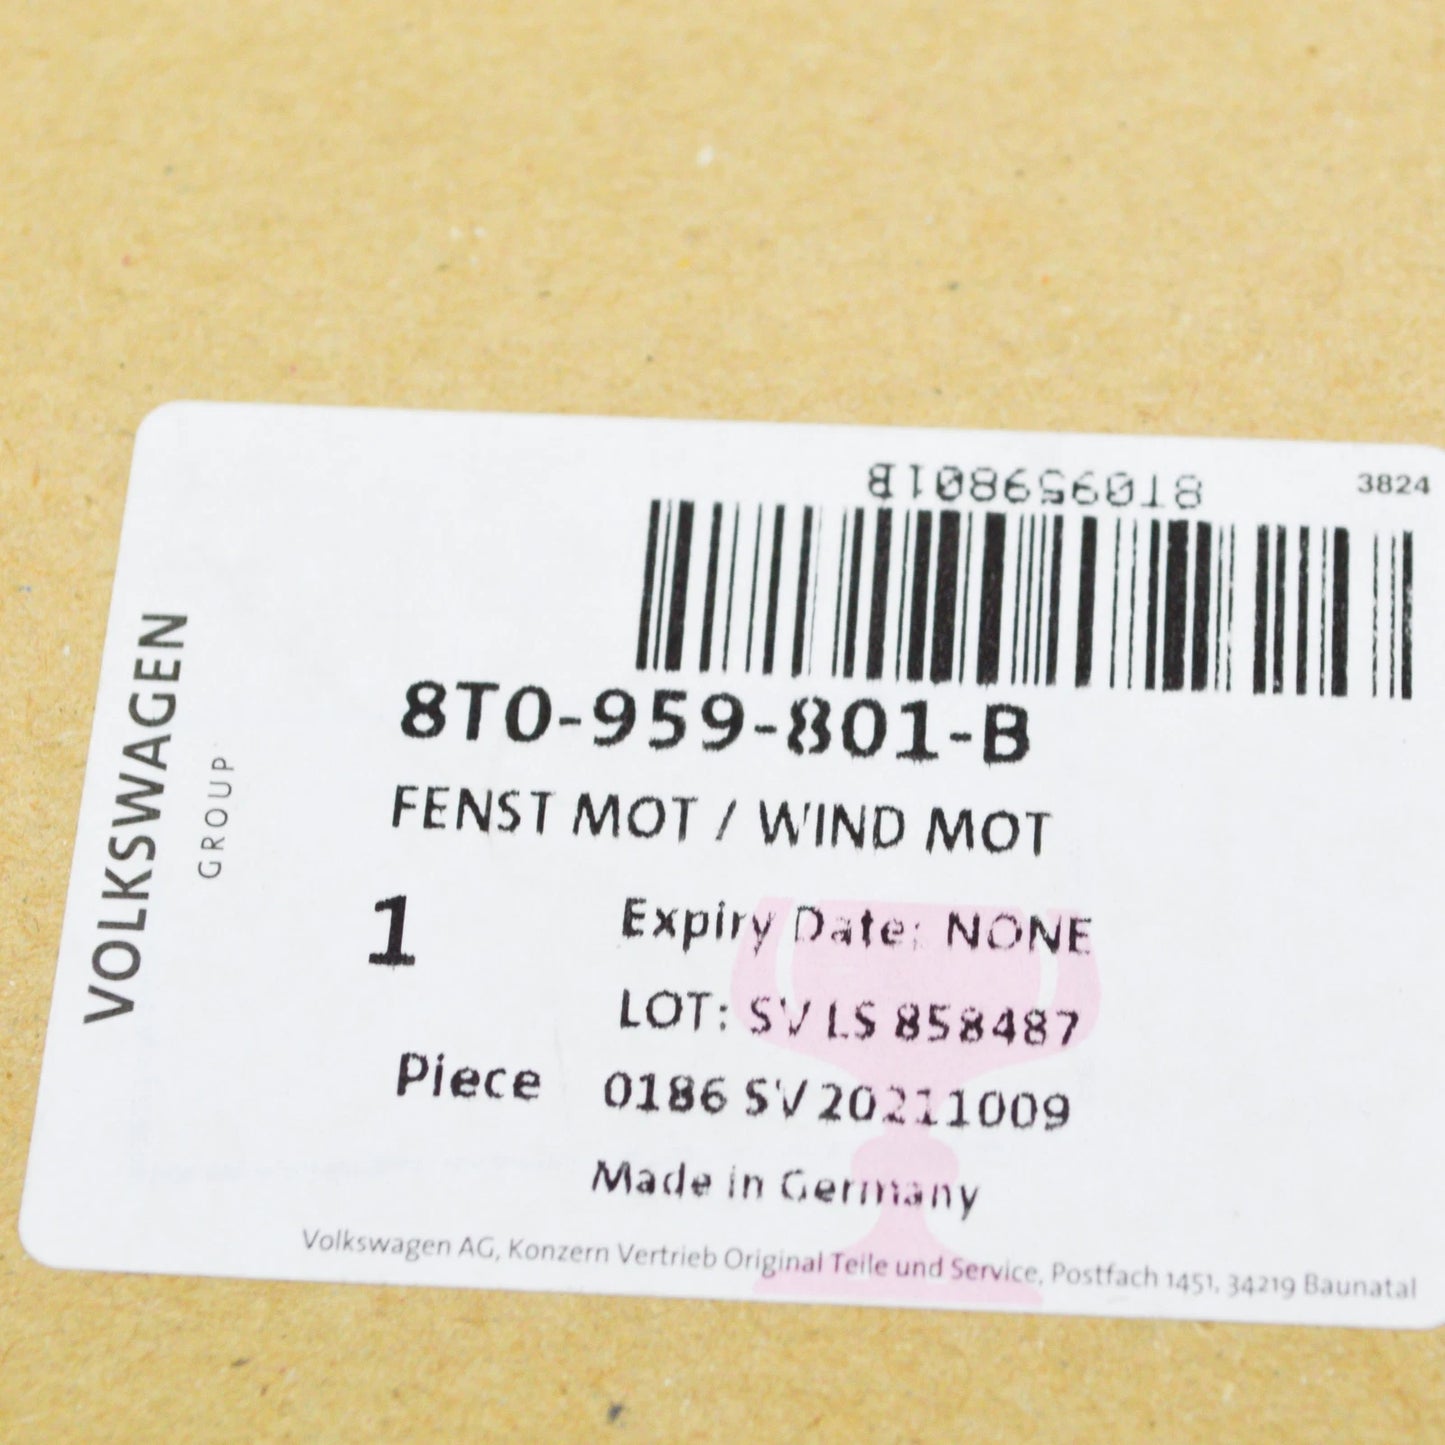 8T0959801B
3824
8T0-959-801-B
FENST MOT / WIND MOT
1
Expiry Date: NONE
LOT: SV LS 858487
Piece
0186 SV 20211009
Made in Germany
Volkswagen AG, Konzern Vertrieb Original Teile und Service, Postfach 1451, 34219 Baunatal
VOLKSWAGEN
GROUP